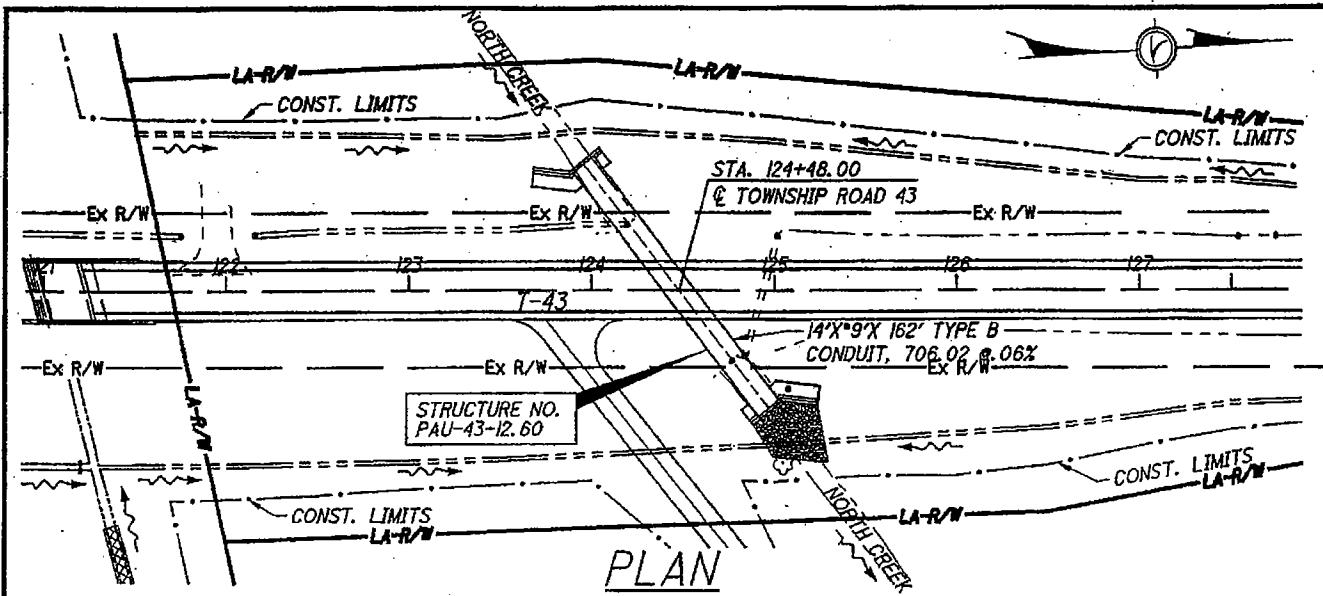 NORTH CREEK
LA-R/W
LA-R/W
LA-R/W
CONST. LIMITS
CONST. LIMITS
STA. 124+48.00
℄ TOWNSHIP ROAD 43
Ex R/W
Ex R/W
Ex R/W
121 122 123 124 125 126 127
T-43
14'X 9'X 162' TYPE B
CONDUIT, 706.02 @.06%
Ex R/W
Ex R/W
Ex R/W
LA-R/W
STRUCTURE NO.
PAU-43-12.60
CONST. LIMITS
LA-R/W
CONST. LIMITS
LA-R/W
LA-R/W
NORTH CREEK
PLAN